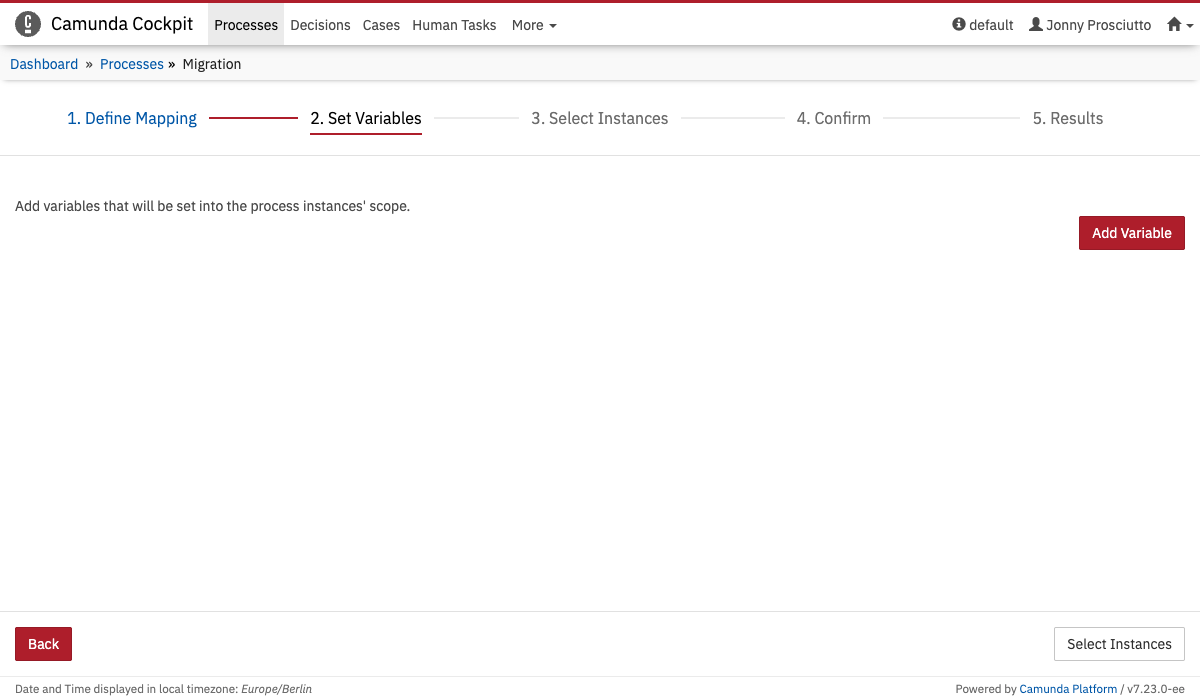 Camunda Cockpit Processes Decisions Cases Human Tasks More default Jonny Prosciutto
Dashboard » Processes » Migration
1. Define Mapping 2. Set Variables 3. Select Instances 4. Confirm 5. Results
Add variables that will be set into the process instances' scope.
Add Variable
Back Select Instances
Date and Time displayed in local timezone: Europe/Berlin Powered by Camunda Platform / v7.23.0-ee